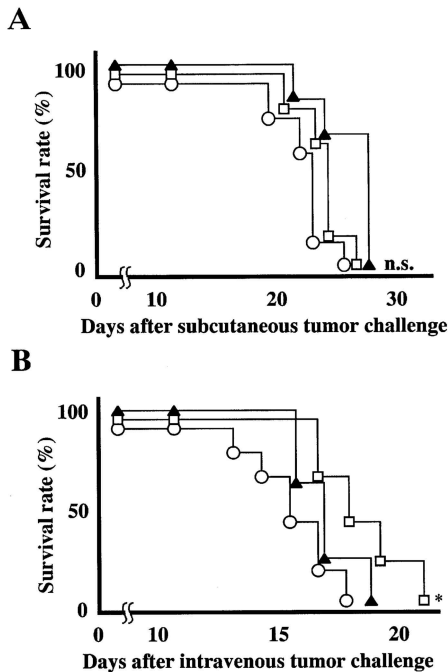 A
Survival rate (%)
100
50
0
n.s.
0 10 20 30
Days after subcutaneous tumor challenge
B
Survival rate (%)
100
50
0
*
0 10 15 20
Days after intravenous tumor challenge